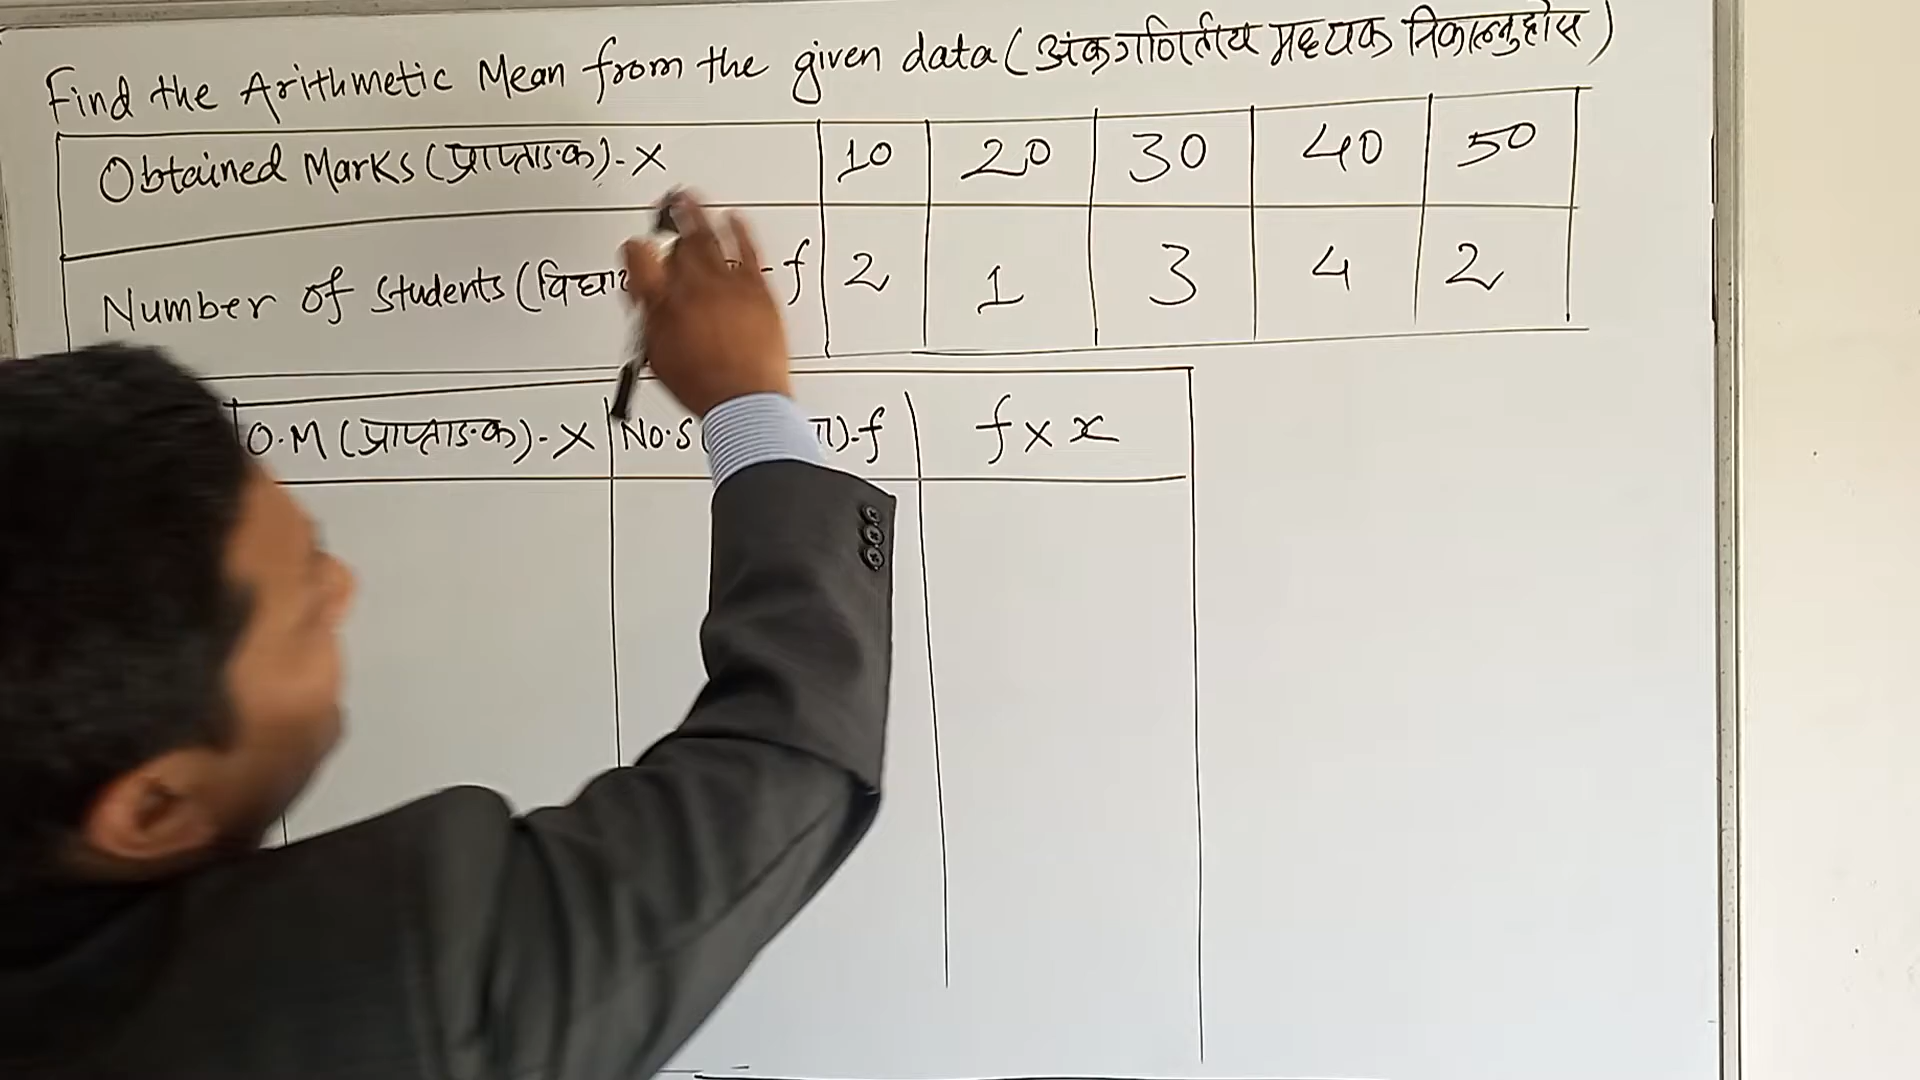 Find the Arithmetic Mean from the given data (अंकगणितीय मध्यक निकाल्नुहोस)
Obtained Marks (प्राप्ताङ्क) - X 10 20 30 40 50
Number of students ( - f 2 1 3 4 2
O.M (प्राप्ताङ्क) - X No.S ( ) - f f x x